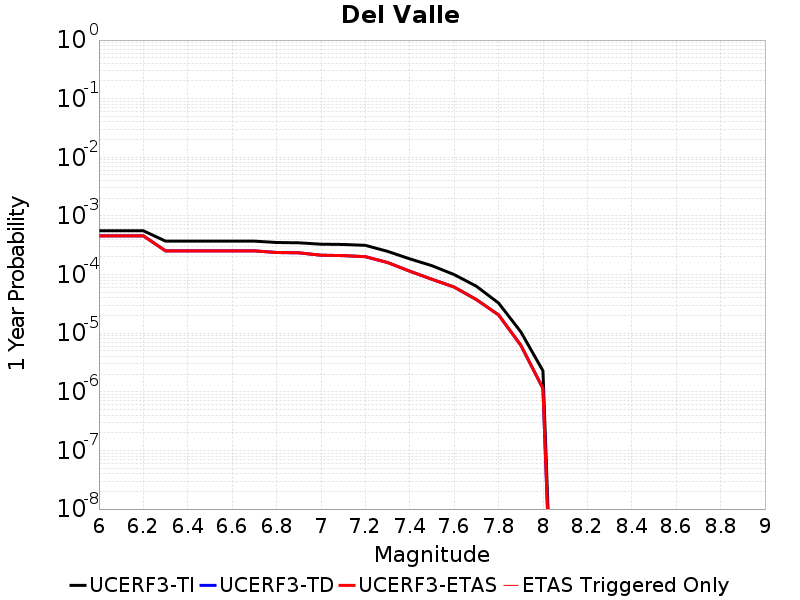 Del Valle
1 Year Probability
10^0
10^-1
10^-2
10^-3
10^-4
10^-5
10^-6
10^-7
10^-8
6 6.2 6.4 6.6 6.8 7 7.2 7.4 7.6 7.8 8 8.2 8.4 8.6 8.8 9
Magnitude
UCERF3-TI UCERF3-TD UCERF3-ETAS ETAS Triggered Only